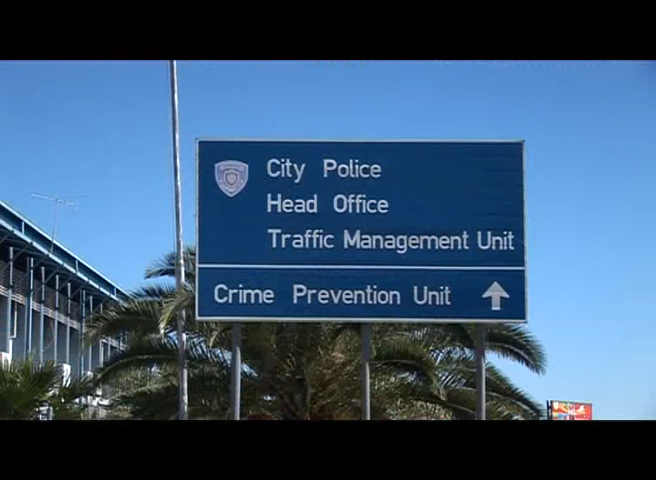 City Police
Head Office
Traffic Management Unit
Crime Prevention Unit